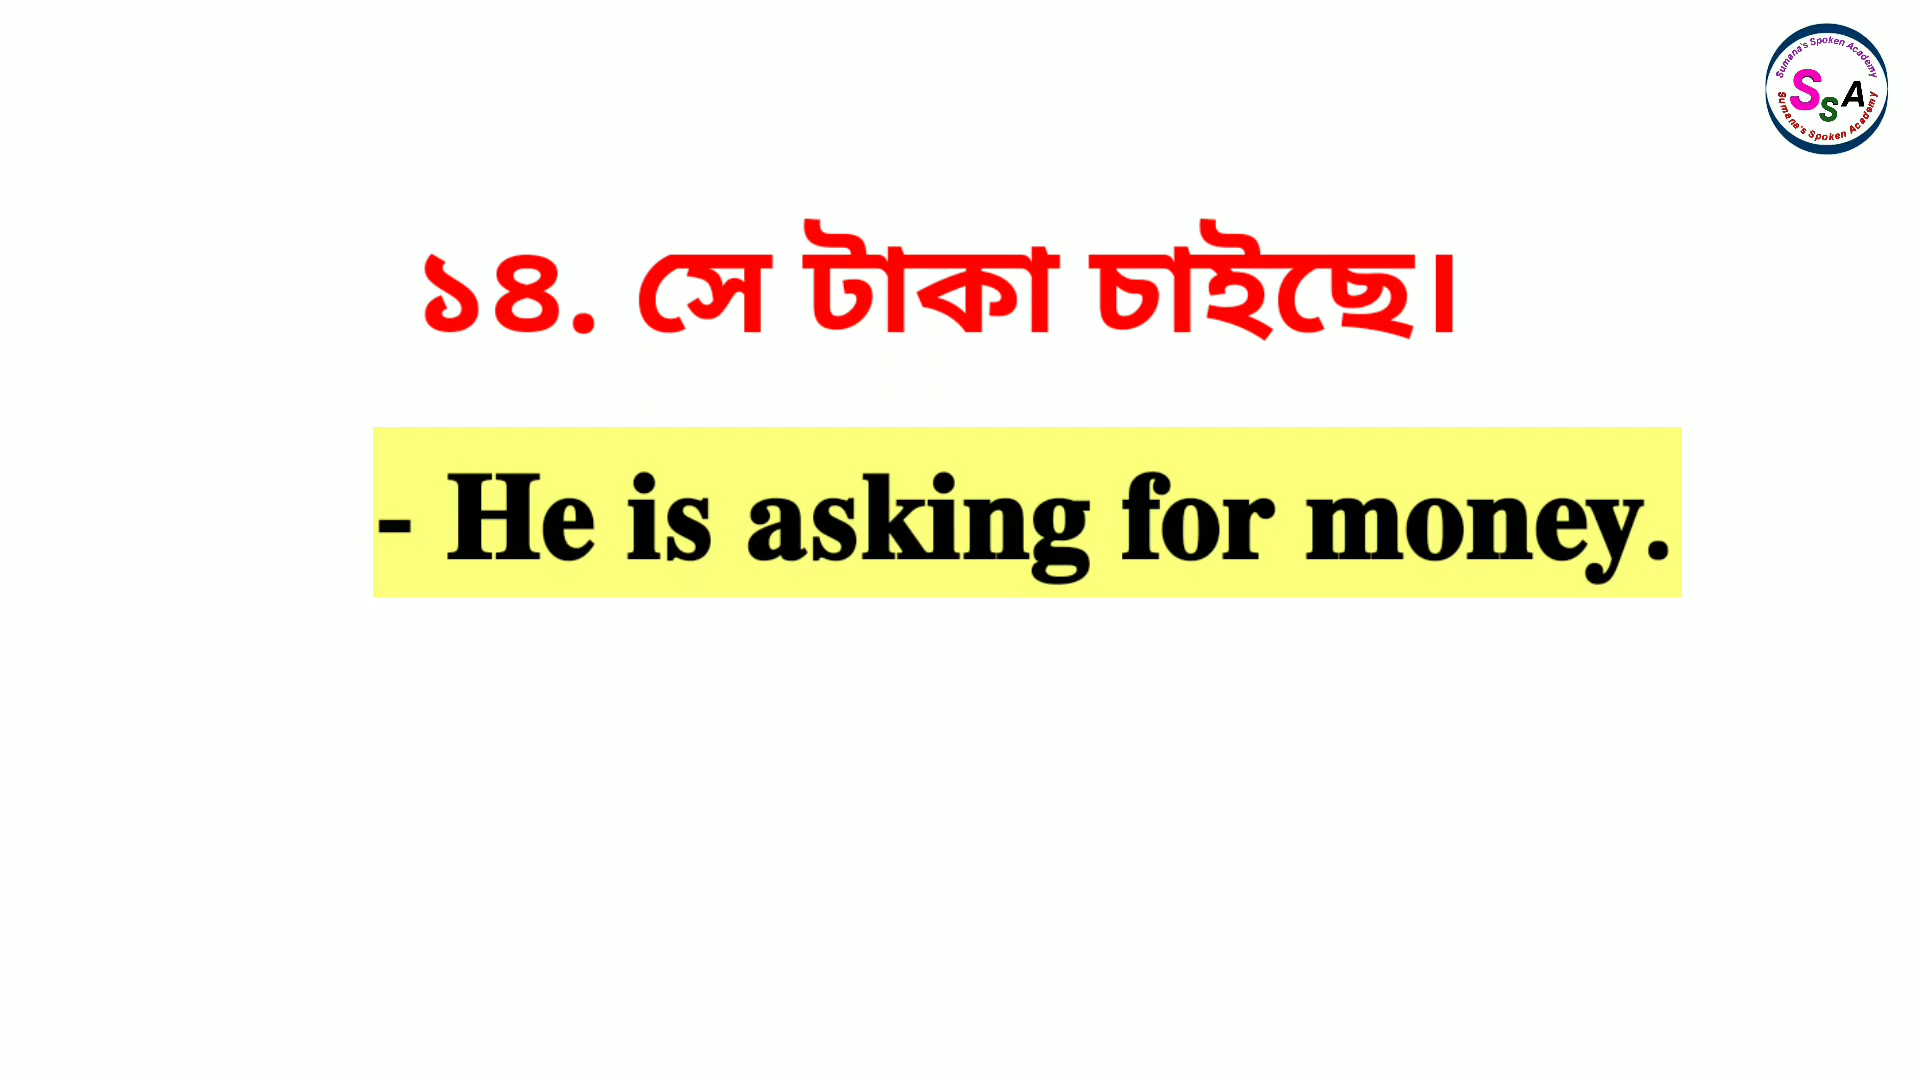 Sumana's Spoken Academy
SSA
Sumana's Spoken Academy
১৪. সে টাকা চাইছে।
- He is asking for money.